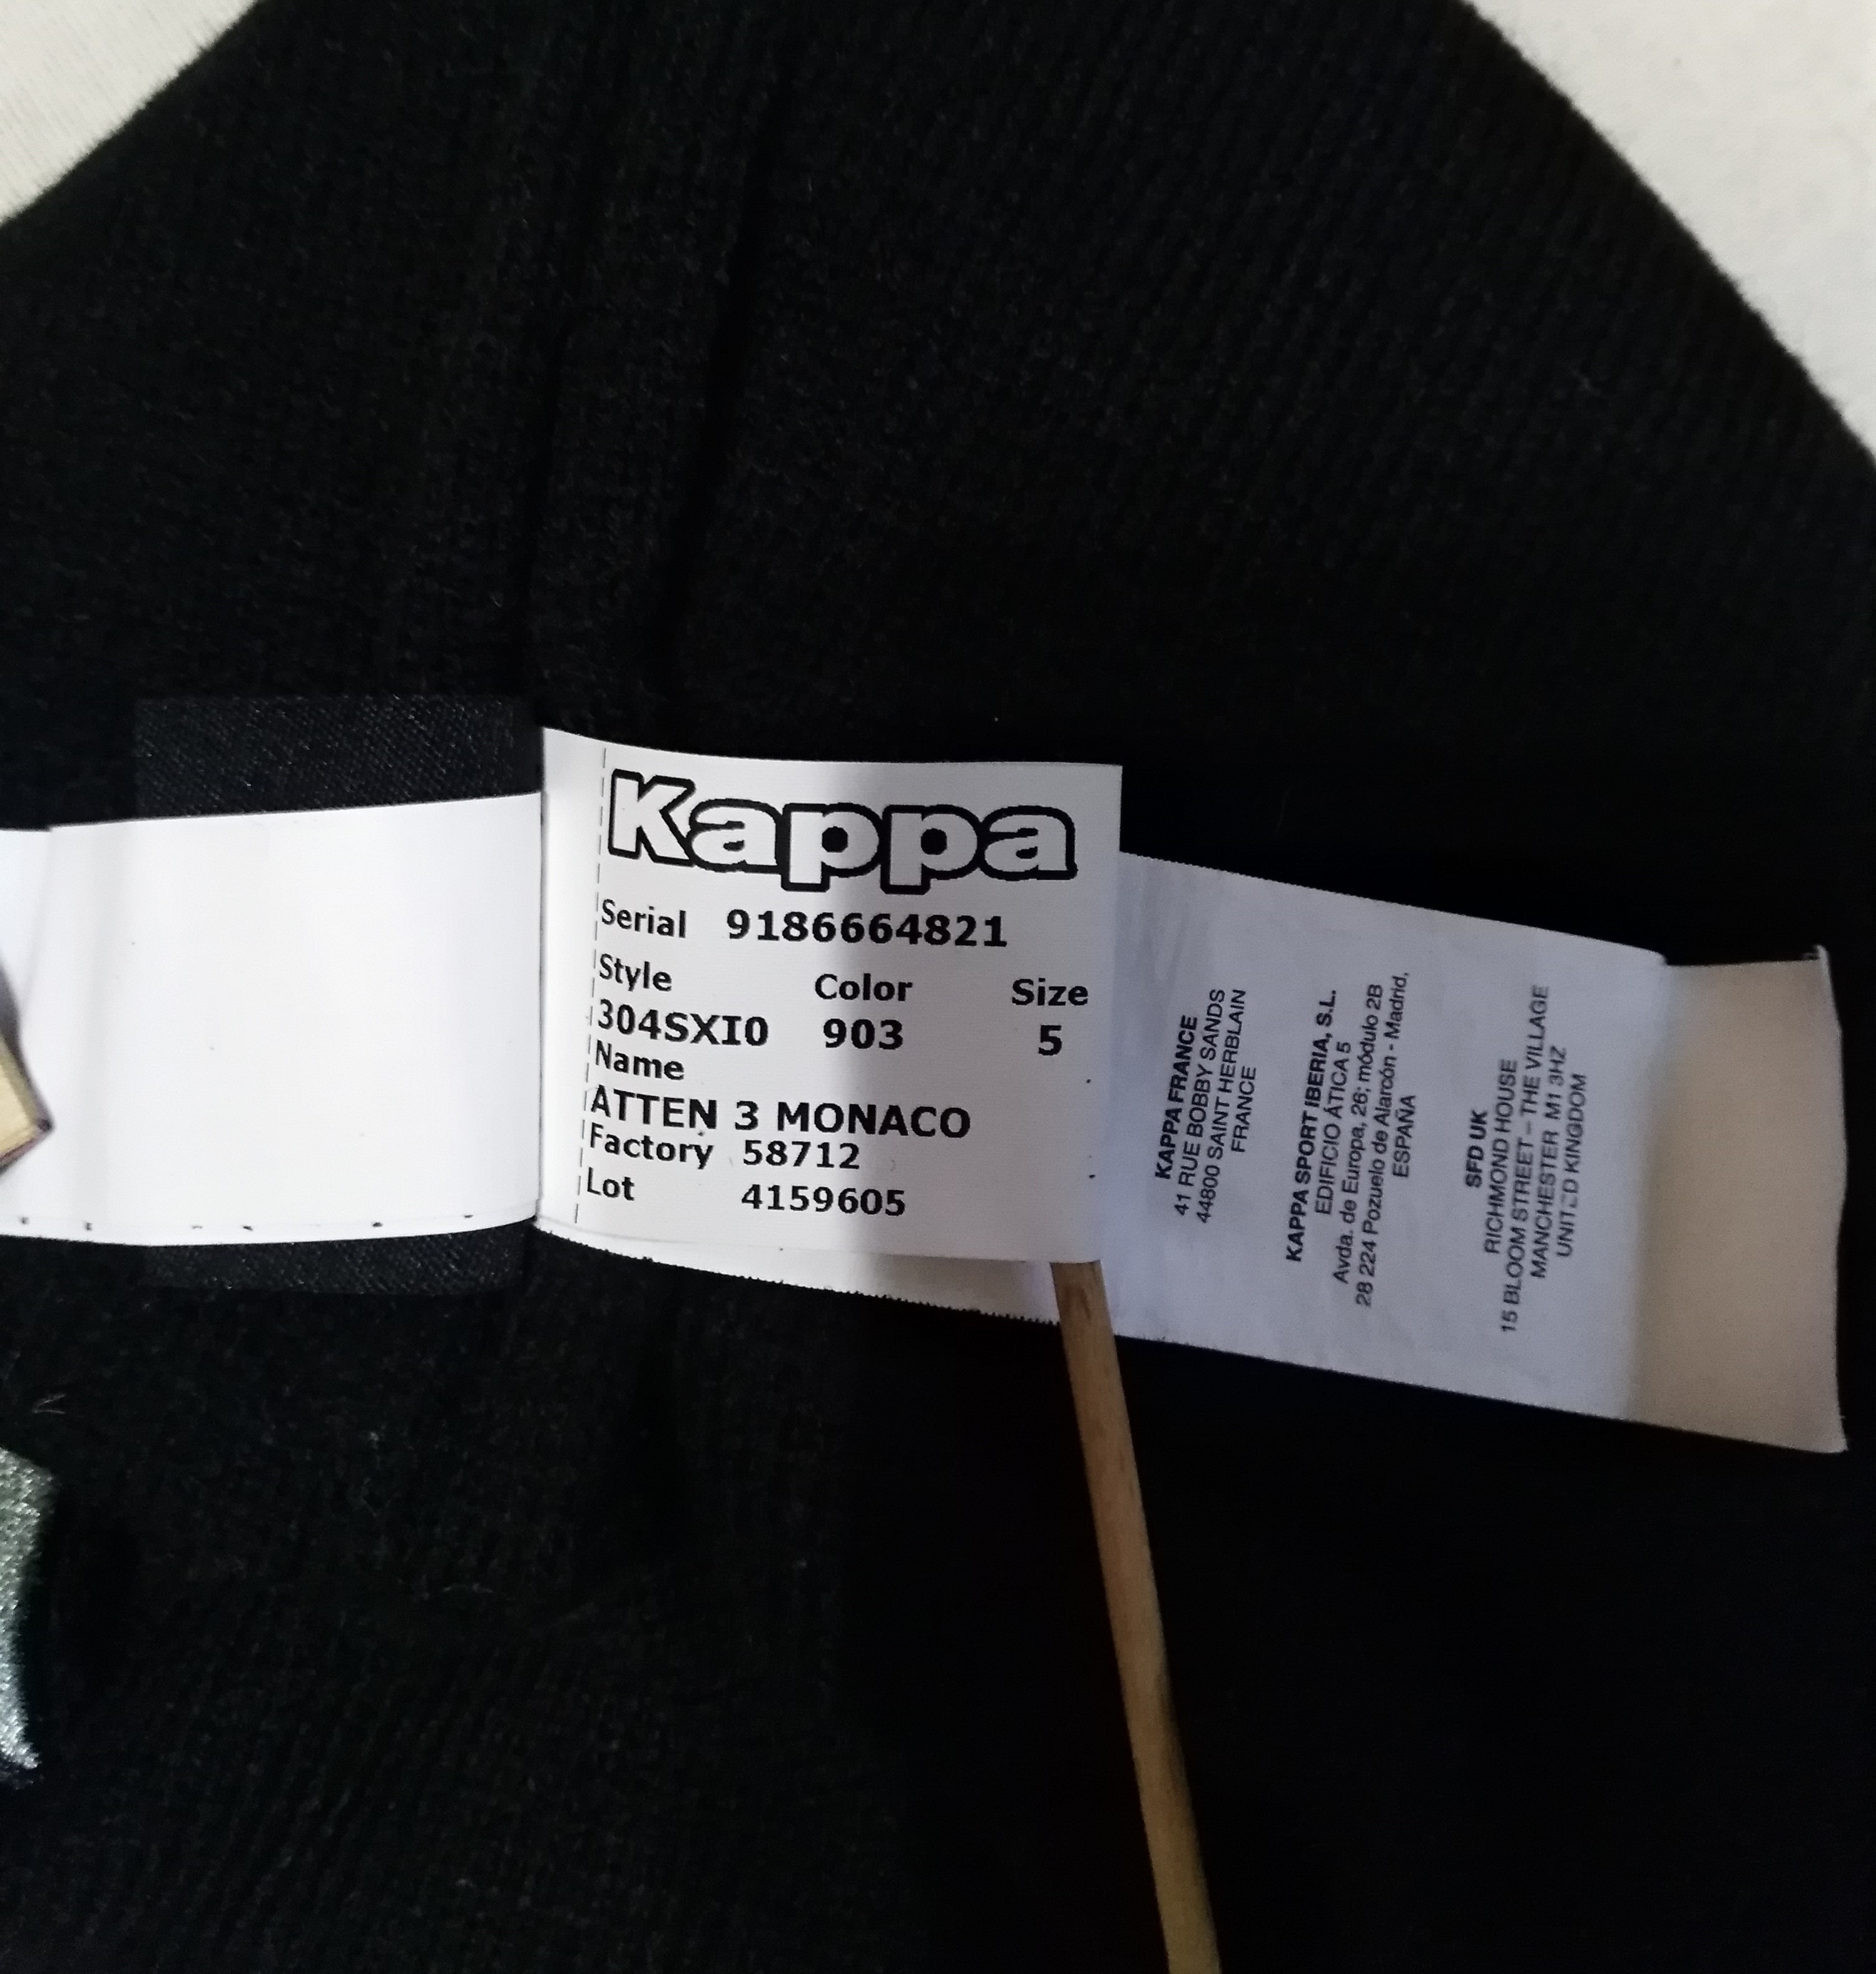 Kappa
Serial 9186664821
Style Color Size
304SXI0 903 5
Name
ATTEN 3 MONACO
Factory 58712
Lot 4159605
KAPPA FRANCE
41 RUE BOBBY SANDS
44800 SAINT HERBLAIN
FRANCE
KAPPA SPORT IBERIA, S.L.
EDIFICIO ÁTICA 5
Avda. de Europa, 26; módulo 2B
28 224 Pozuelo de Alarcón - Madrid,
ESPAÑA
SFD UK
RICHMOND HOUSE
15 BLOOM STREET – THE VILLAGE
MANCHESTER M1 3HZ
UNITED KINGDOM